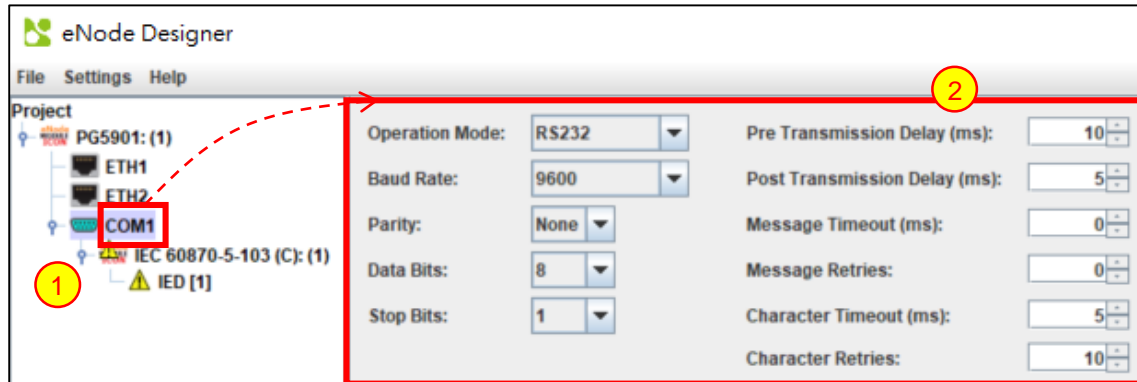 eNode Designer
File Settings Help
Project
PG5901: (1)
ETH1
ETH2
COM1
IEC 60870-5-103 (C): (1)
IED [1]
1
2
Operation Mode: RS232 Pre Transmission Delay (ms): 10
Baud Rate: 9600 Post Transmission Delay (ms): 5
Parity: None Message Timeout (ms): 0
Data Bits: 8 Message Retries: 0
Stop Bits: 1 Character Timeout (ms): 5
Character Retries: 10